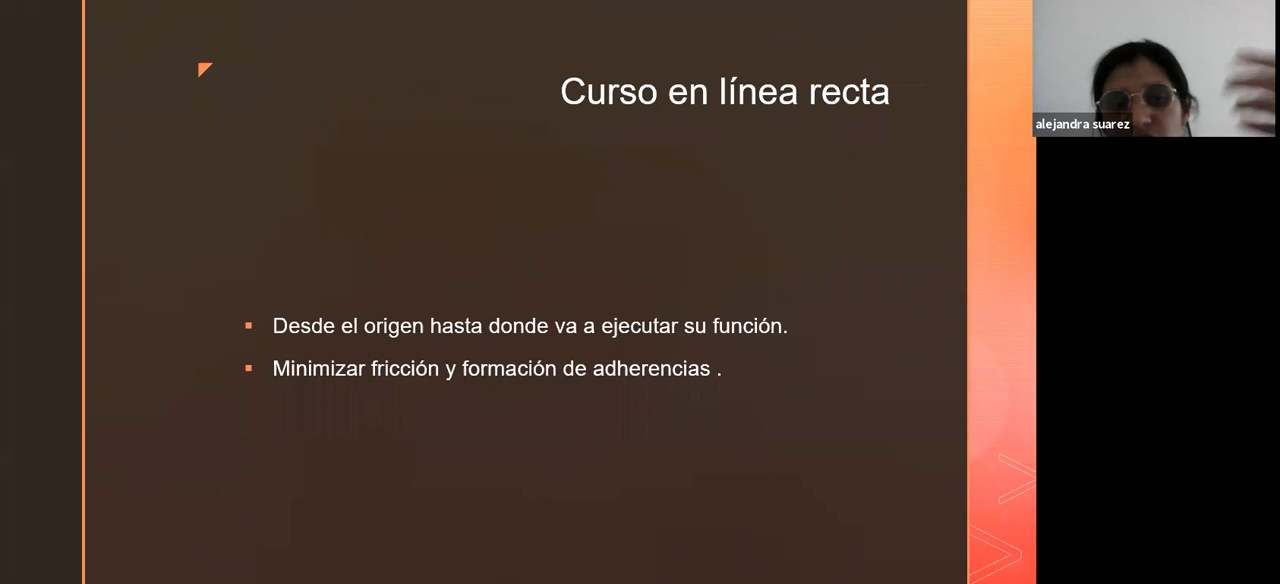 Curso en línea recta
alejandra suarez
Desde el origen hasta donde va a ejecutar su función.
Minimizar fricción y formación de adherencias .